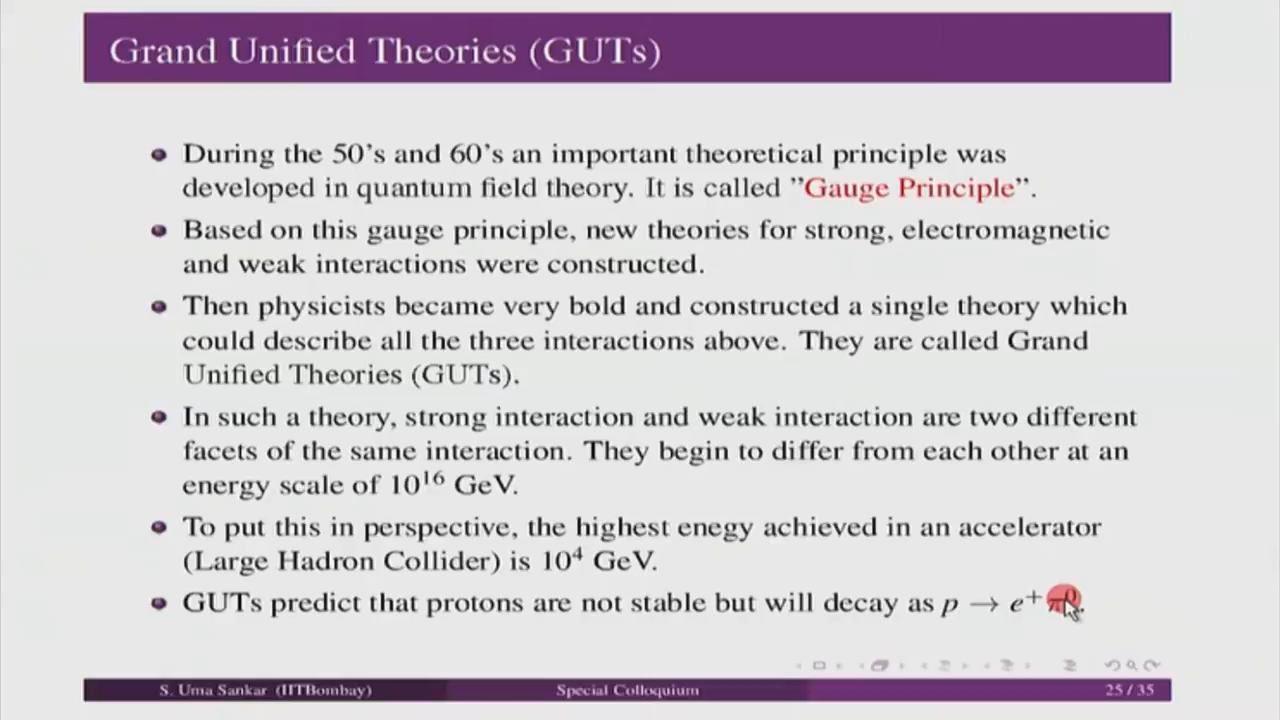 Grand Unified Theories (GUTs)
During the 50's and 60's an important theoretical principle was
developed in quantum field theory. It is called ”Gauge Principle”.
Based on this gauge principle, new theories for strong, electromagnetic
and weak interactions were constructed.
Then physicists became very bold and constructed a single theory which
could describe all the three interactions above. They are called Grand
Unified Theories (GUTs).
In such a theory, strong interaction and weak interaction are two different
facets of the same interaction. They begin to differ from each other at an
energy scale of 10¹⁶ GeV.
To put this in perspective, the highest enegy achieved in an accelerator
(Large Hadron Collider) is 10⁴ GeV.
GUTs predict that protons are not stable but will decay as p → e⁺ π⁰.
S. Uma Sankar (IITBombay) Special Colloquium 25 / 35